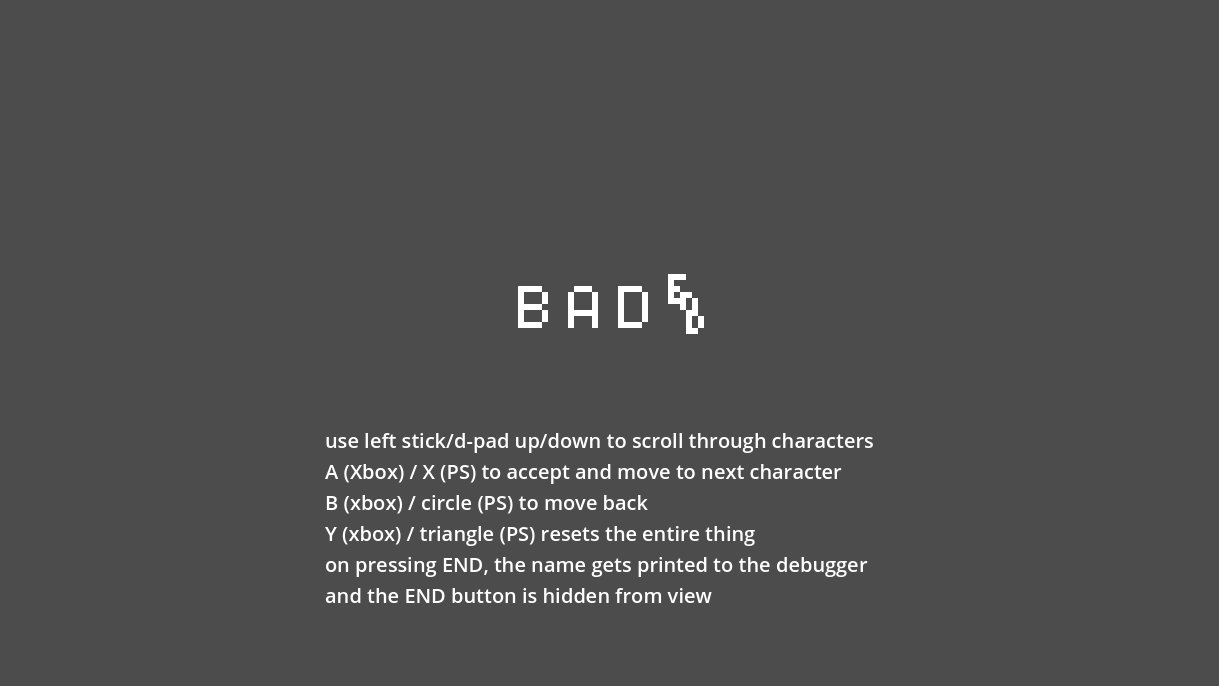 BAD END
use left stick/d-pad up/down to scroll through characters
A (Xbox) / X (PS) to accept and move to next character
B (xbox) / circle (PS) to move back
Y (xbox) / triangle (PS) resets the entire thing
on pressing END, the name gets printed to the debugger
and the END button is hidden from view